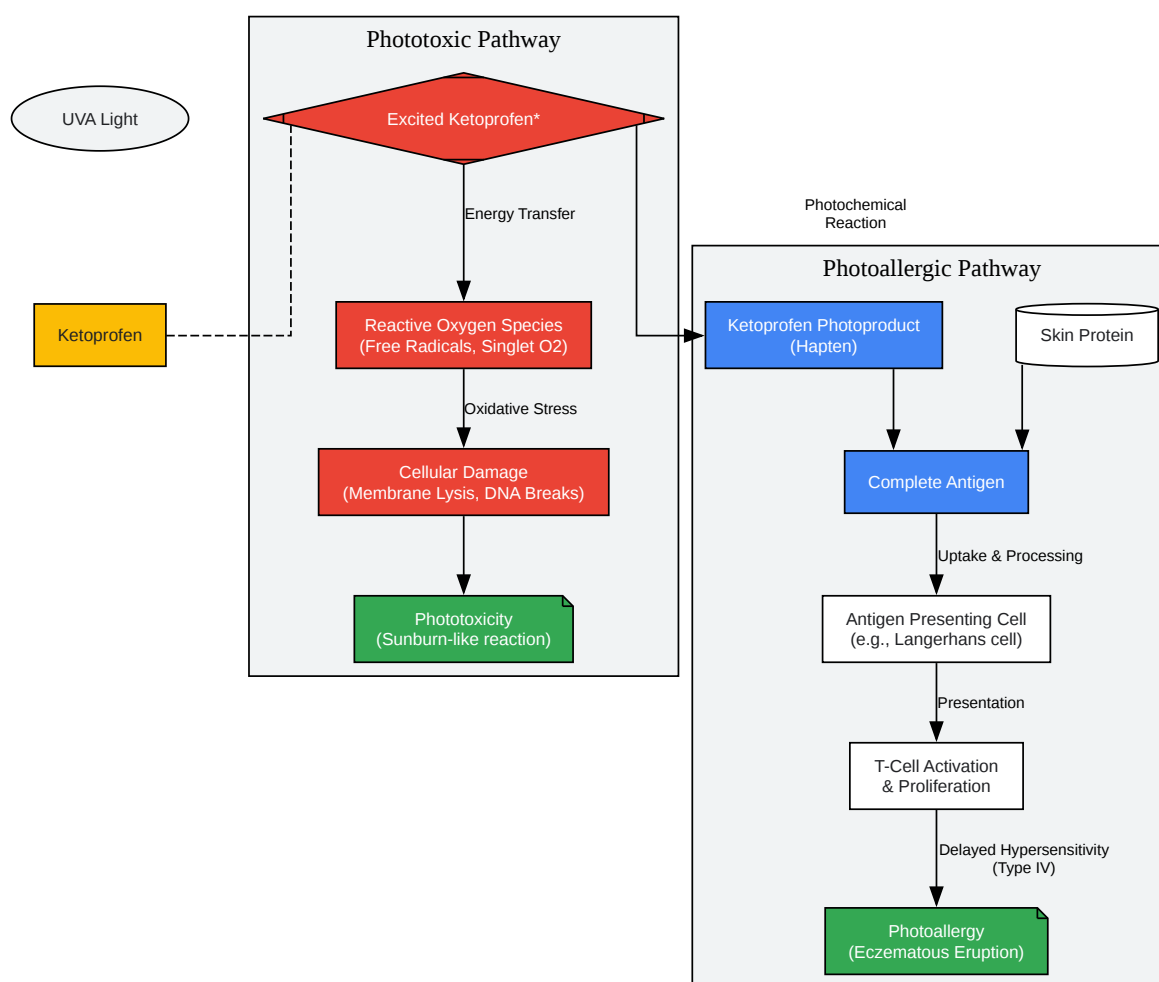 Phototoxic Pathway
UVA Light
Excited Ketoprofen*
Energy Transfer
Photochemical
Reaction
Photoallergic Pathway
Ketoprofen
Reactive Oxygen Species
(Free Radicals, Singlet O2)
Ketoprofen Photoproduct
(Hapten)
Skin Protein
Oxidative Stress
Cellular Damage
(Membrane Lysis, DNA Breaks)
Complete Antigen
Uptake & Processing
Phototoxicity
(Sunburn-like reaction)
Antigen Presenting Cell
(e.g., Langerhans cell)
Presentation
T-Cell Activation
& Proliferation
Delayed Hypersensitivity
(Type IV)
Photoallergy
(Eczematous Eruption)